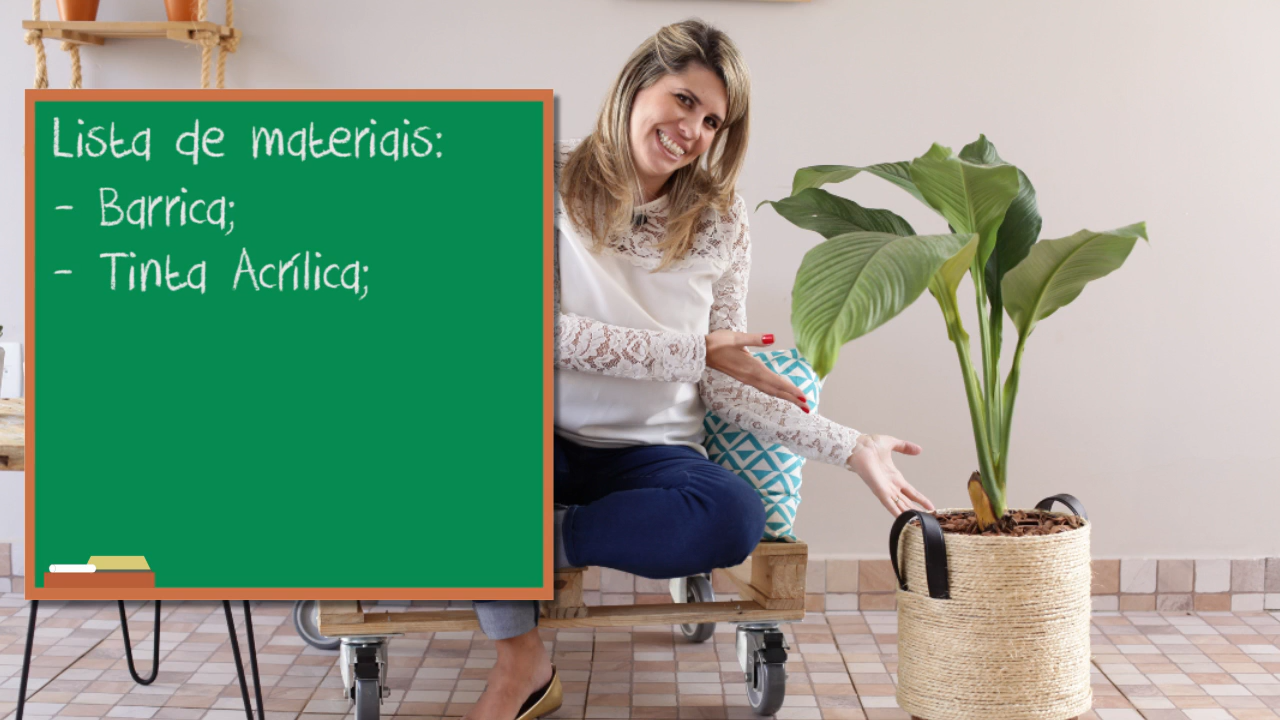 Lista de materiais:
- Barrica;
- Tinta Acrílica;